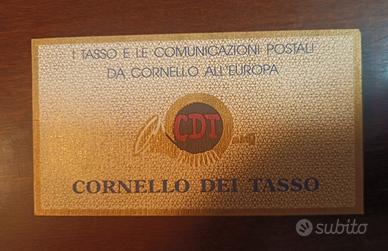 I TASSO E LE COMUNICAZIONI POSTALI
DA CORNELLO ALL'EUROPA
CDT
CORNELLO DEI TASSO
subito